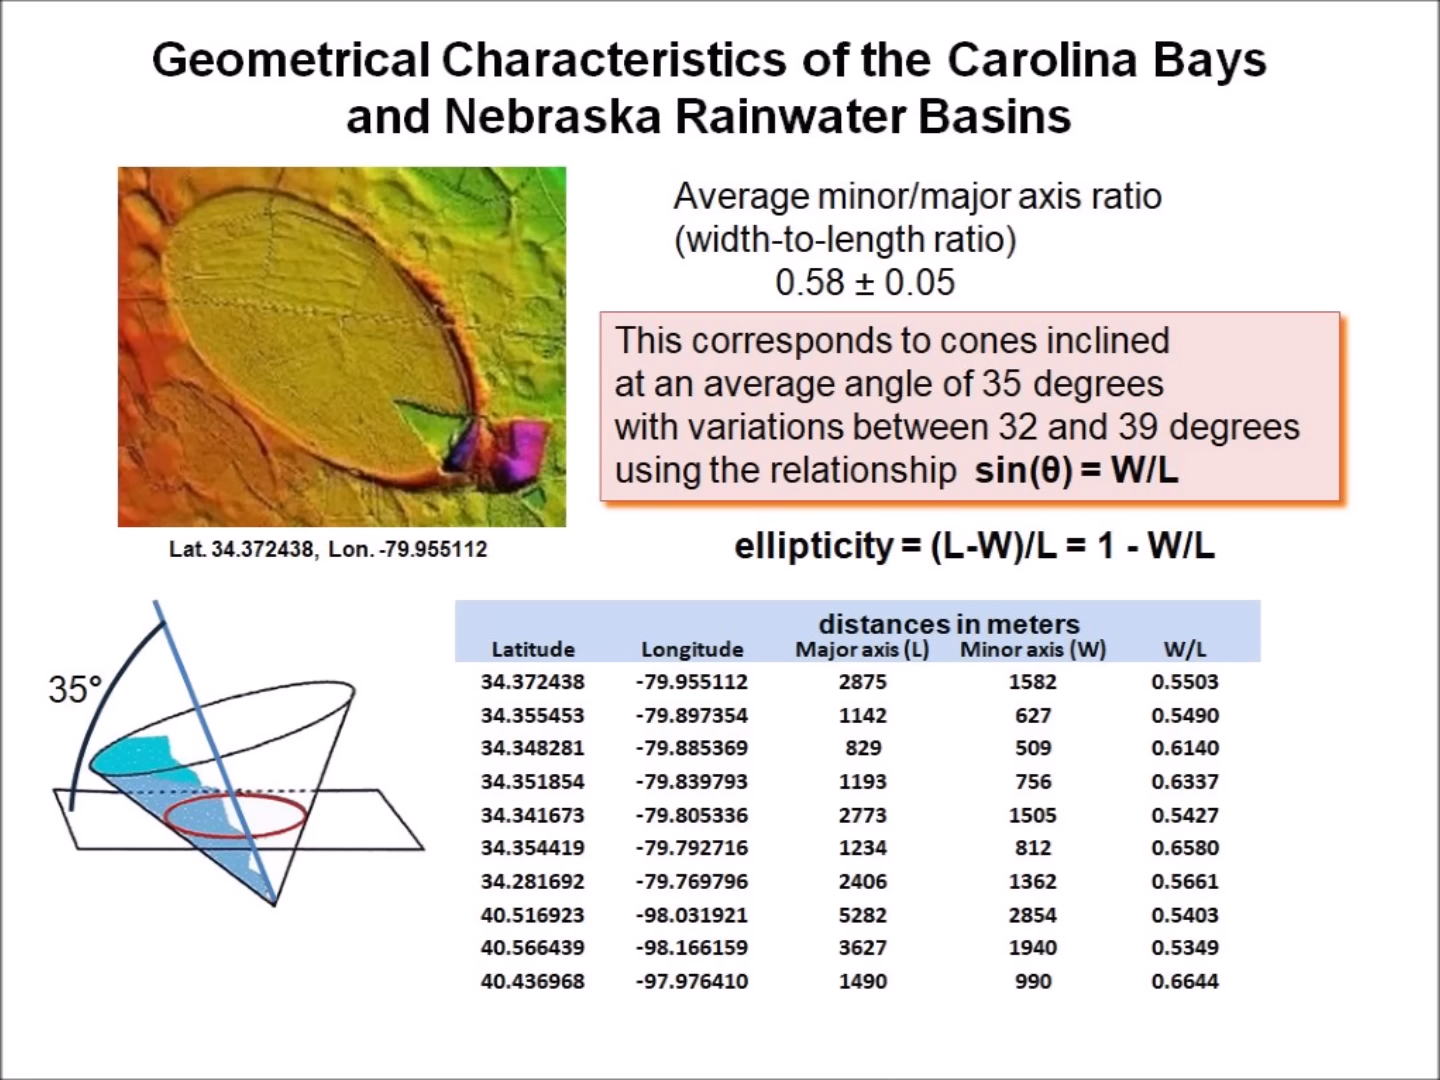 Geometrical Characteristics of the Carolina Bays
and Nebraska Rainwater Basins
Average minor/major axis ratio
(width-to-length ratio)
0.58 ± 0.05
This corresponds to cones inclined
at an average angle of 35 degrees
with variations between 32 and 39 degrees
using the relationship sin(θ) = W/L
Lat. 34.372438, Lon. -79.955112
ellipticity = (L-W)/L = 1 - W/L
35°
distances in meters
Latitude Longitude Major axis (L) Minor axis (W) W/L
34.372438 -79.955112 2875 1582 0.5503
34.355453 -79.897354 1142 627 0.5490
34.348281 -79.885369 829 509 0.6140
34.351854 -79.839793 1193 756 0.6337
34.341673 -79.805336 2773 1505 0.5427
34.354419 -79.792716 1234 812 0.6580
34.281692 -79.769796 2406 1362 0.5661
40.516923 -98.031921 5282 2854 0.5403
40.566439 -98.166159 3627 1940 0.5349
40.436968 -97.976410 1490 990 0.6644